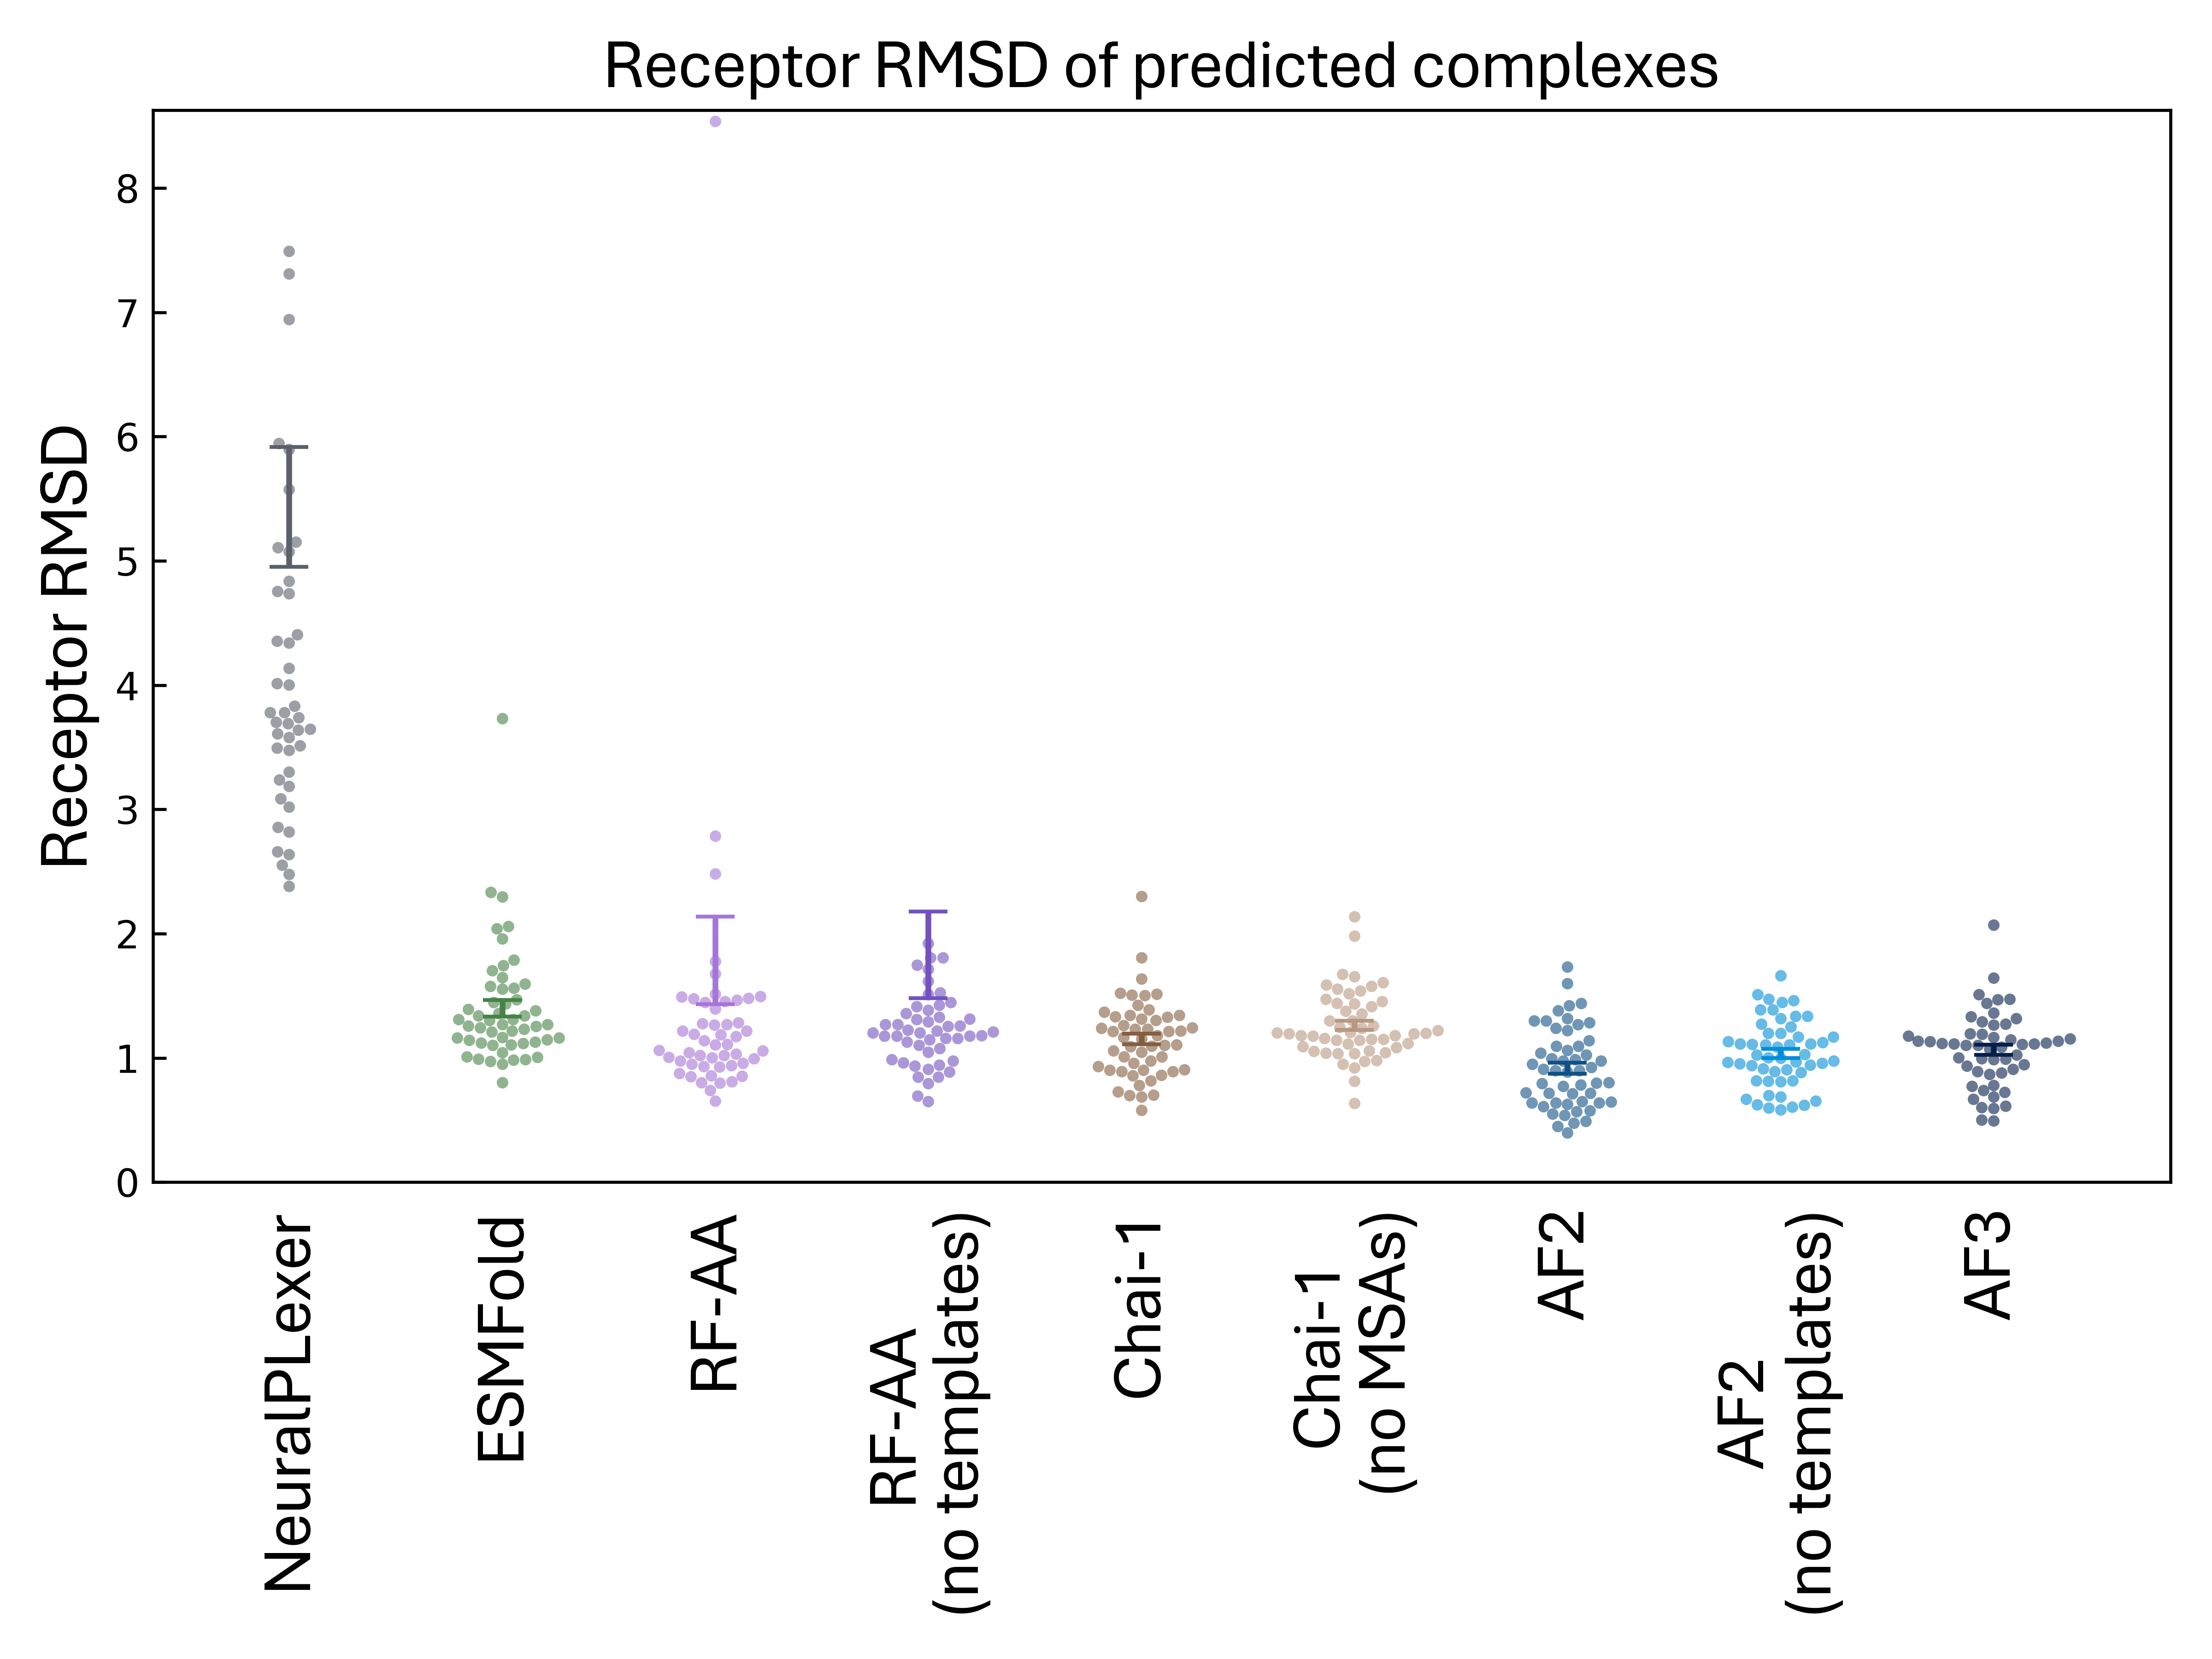 Receptor RMSD of predicted complexes
Receptor RMSD
8
7
6
5
4
3
2
1
0
NeuralPLexer
ESMFold
RF-AA
RF-AA
(no templates)
Chai-1
Chai-1
(no MSAs)
AF2
AF2
(no templates)
AF3